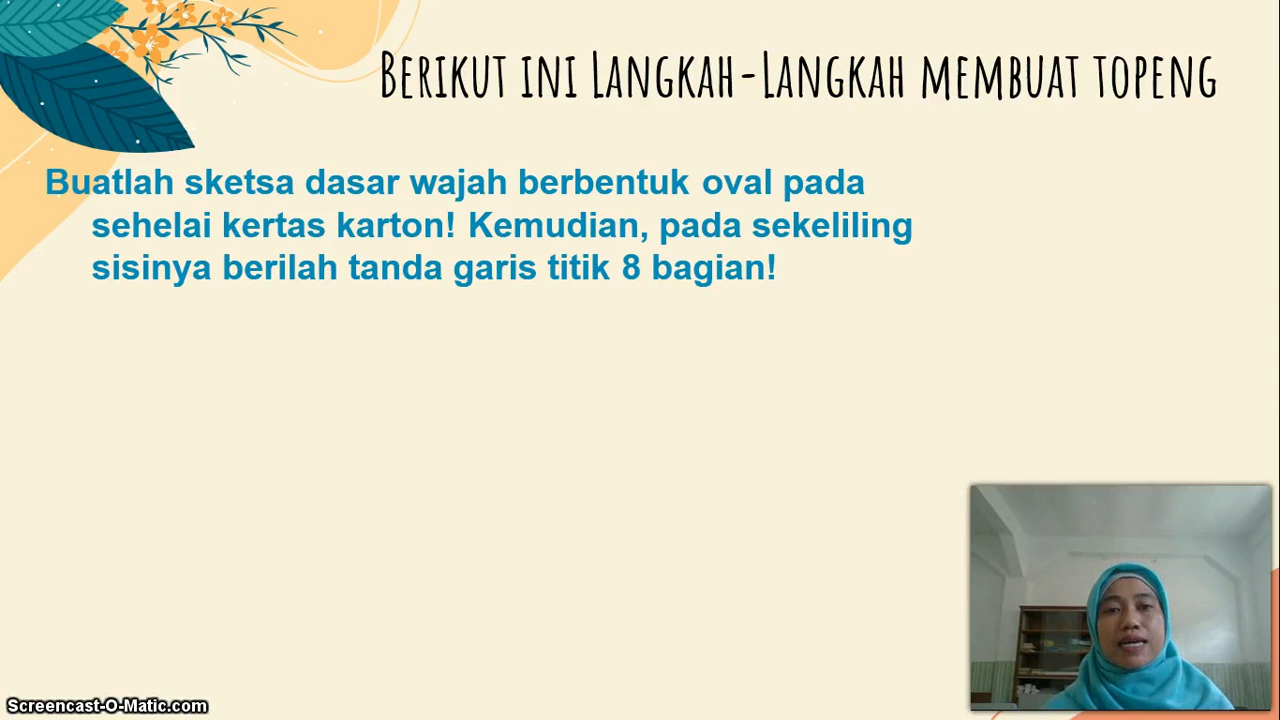 BERIKUT INI LANGKAH-LANGKAH MEMBUAT TOPENG
Buatlah sketsa dasar wajah berbentuk oval pada
sehelai kertas karton! Kemudian, pada sekeliling
sisinya berilah tanda garis titik 8 bagian!
Screencast-O-Matic.com